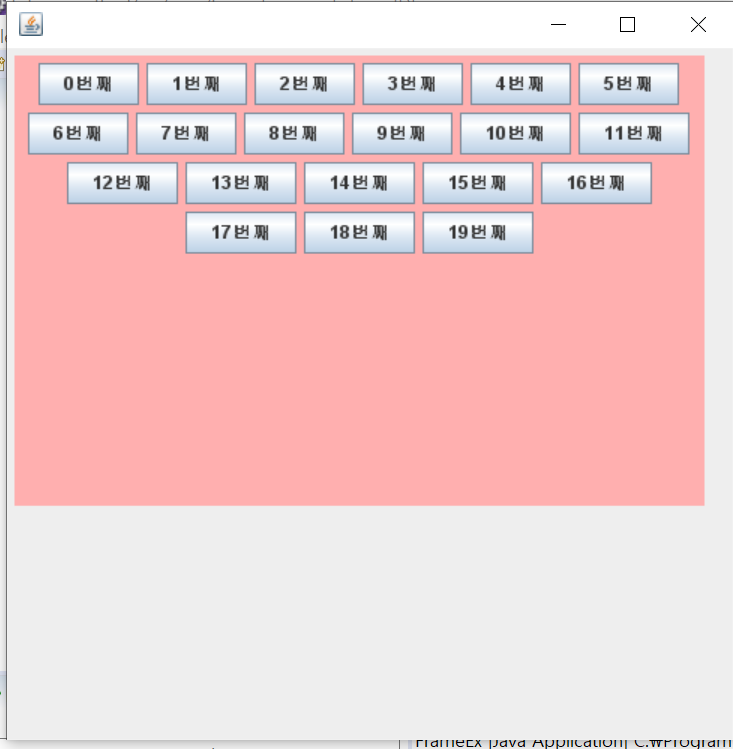 0번 째 1번 째 2번 째 3번 째 4번 째 5번 째
6번 째 7번 째 8번 째 9번 째 10번 째 11번 째
12번 째 13번 째 14번 째 15번 째 16번 째
17번 째 18번 째 19번 째
FrameEx [Java Application] C:₩Program